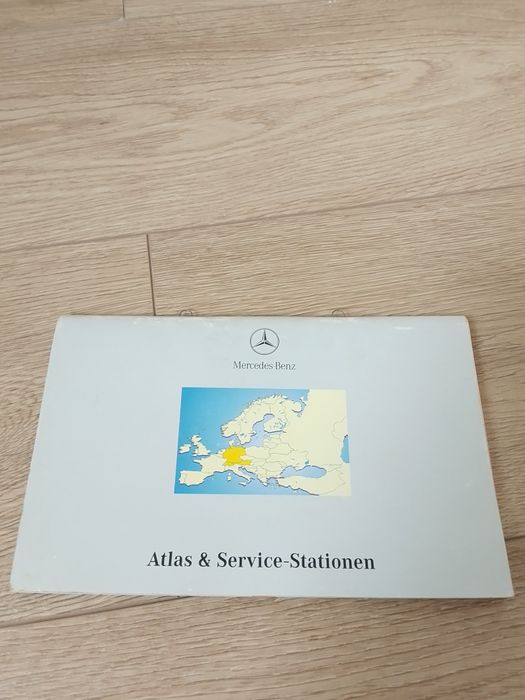 Mercedes-Benz
Atlas & Service-Stationen